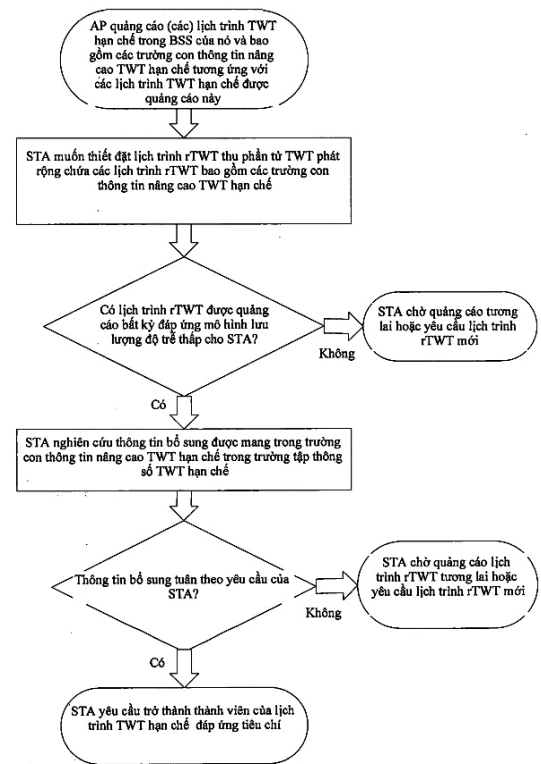 AP quảng cáo (các) lịch trình TWT
hạn chế trong BSS của nó và bao
gồm các trường con thông tin nâng
cao TWT hạn chế tương ứng với
các lịch trình TWT hạn chế được
quảng cáo này
STA muốn thiết đặt lịch trình rTWT thụ phần tử TWT phát
rộng chứa các lịch trình rTWT bao gồm các trường con
thông tin nâng cao TWT hạn chế
Có lịch trình rTWT được quảng
cáo bất kỳ đáp ứng mô hình lưu
lượng độ trễ thấp cho STA?
Không
STA chờ quảng cáo tương
lai hoặc yêu cầu lịch trình
rTWT mới
Có
STA nghiên cứu thông tin bổ sung được mang trong trường
con thông tin nâng cao TWT hạn chế trong trường tập thông
số TWT hạn chế
Thông tin bổ sung tuân theo yêu cầu của
STA?
Không
STA chờ quảng cáo lịch
trình rTWT tương lai hoặc
yêu cầu lịch trình rTWT mới
Có
STA yêu cầu trở thành thành viên của lịch
trình TWT hạn chế đáp ứng tiêu chí